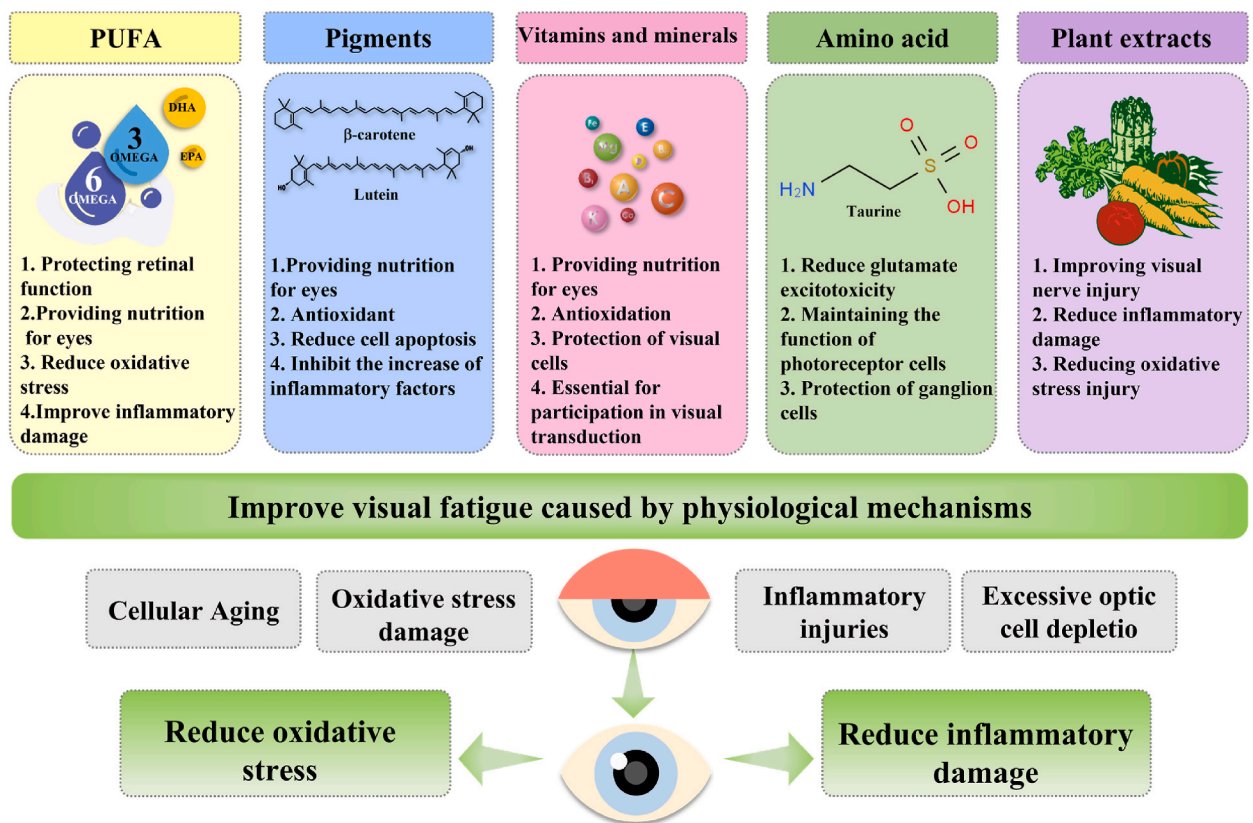 PUFA
Pigments
Vitamins and minerals
Amino acid
Plant extracts
DHA
3
OMEGA
EPA
6
OMEGA
1. Protecting retinal
function
2.Providing nutrition
for eyes
3. Reduce oxidative
stress
4.Improve inflammatory
damage
β-carotene
OH
HO
Lutein
1.Providing nutrition
for eyes
2. Antioxidant
3. Reduce cell apoptosis
4. Inhibit the increase of
inflammatory factors
Fe
E
A
C
K
1. Providing nutrition
for eyes
2. Antioxidation
3. Protection of visual
cells
4. Essential for
participation in visual
transduction
O
O
S
H₂N
OH
Taurine
1. Reduce glutamate
excitotoxicity
2. Maintaining the
function of
photoreceptor cells
3. Protection of ganglion
cells
1. Improving visual
nerve injury
2. Reduce inflammatory
damage
3. Reducing oxidative
stress injury
Improve visual fatigue caused by physiological mechanisms
Cellular Aging
Oxidative stress
damage
Inflammatory
injuries
Excessive optic
cell depletio
Reduce oxidative
stress
Reduce inflammatory
damage